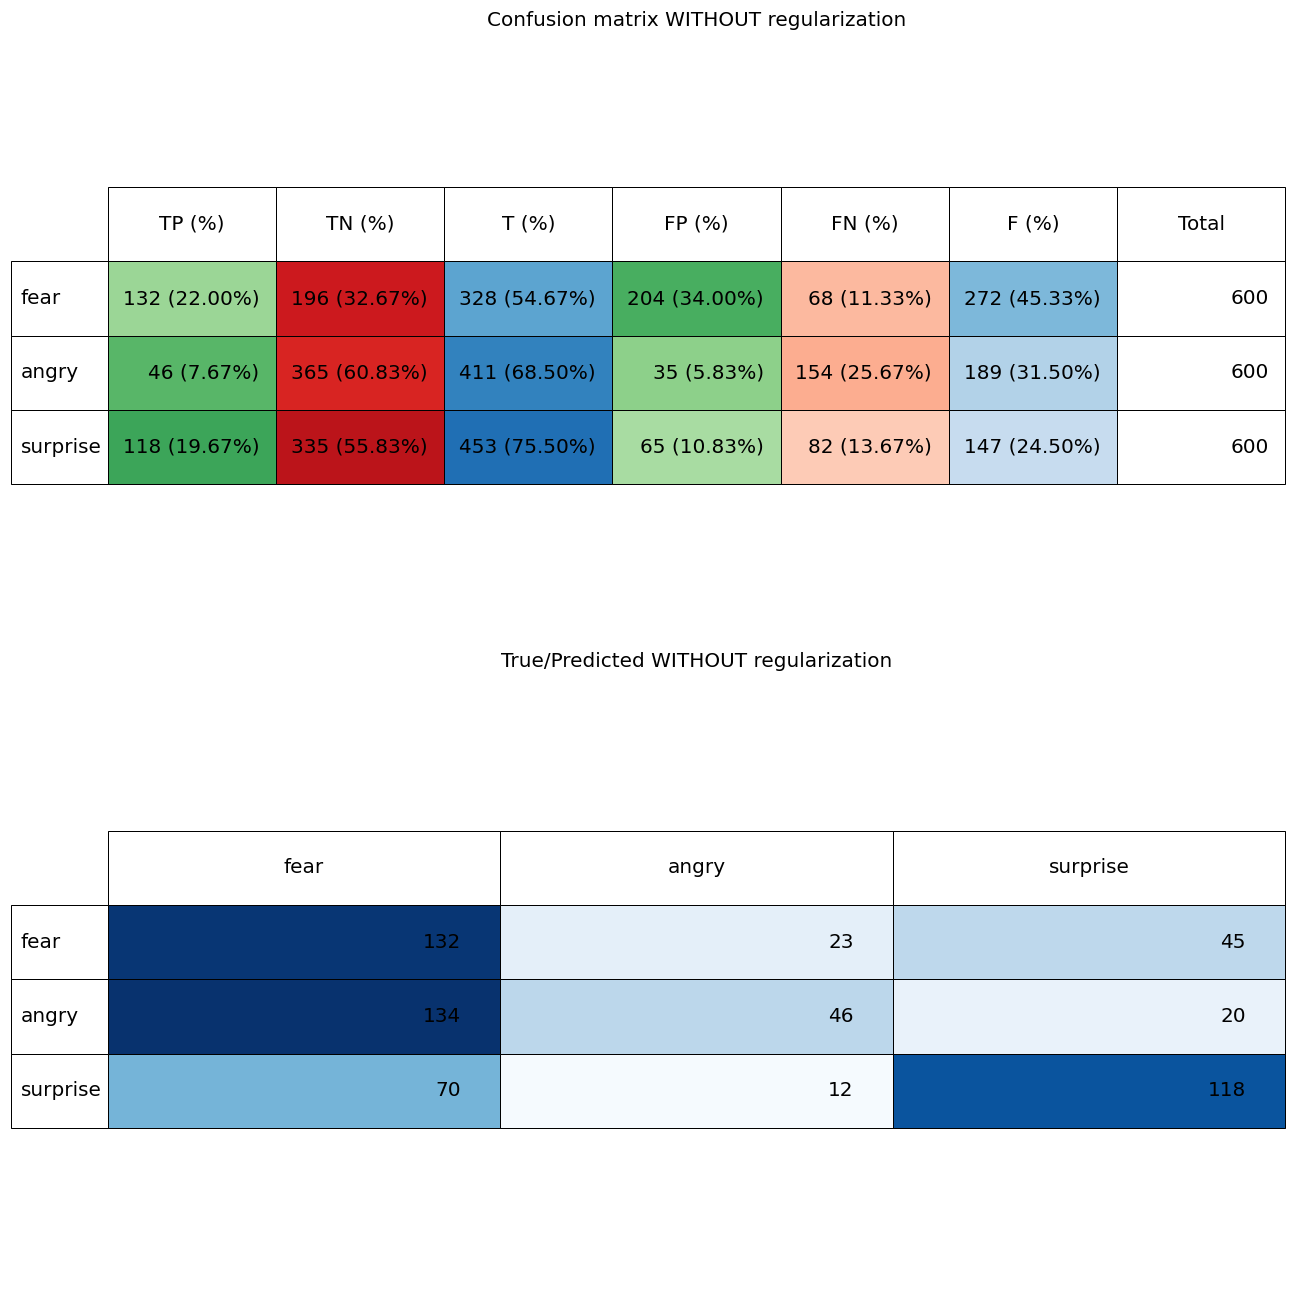 Confusion matrix WITHOUT regularization
TP (%) TN (%) T (%) FP (%) FN (%) F (%) Total
fear 132 (22.00%) 196 (32.67%) 328 (54.67%) 204 (34.00%) 68 (11.33%) 272 (45.33%) 600
angry 46 (7.67%) 365 (60.83%) 411 (68.50%) 35 (5.83%) 154 (25.67%) 189 (31.50%) 600
surprise 118 (19.67%) 335 (55.83%) 453 (75.50%) 65 (10.83%) 82 (13.67%) 147 (24.50%) 600
True/Predicted WITHOUT regularization
fear angry surprise
fear 132 23 45
angry 134 46 20
surprise 70 12 118